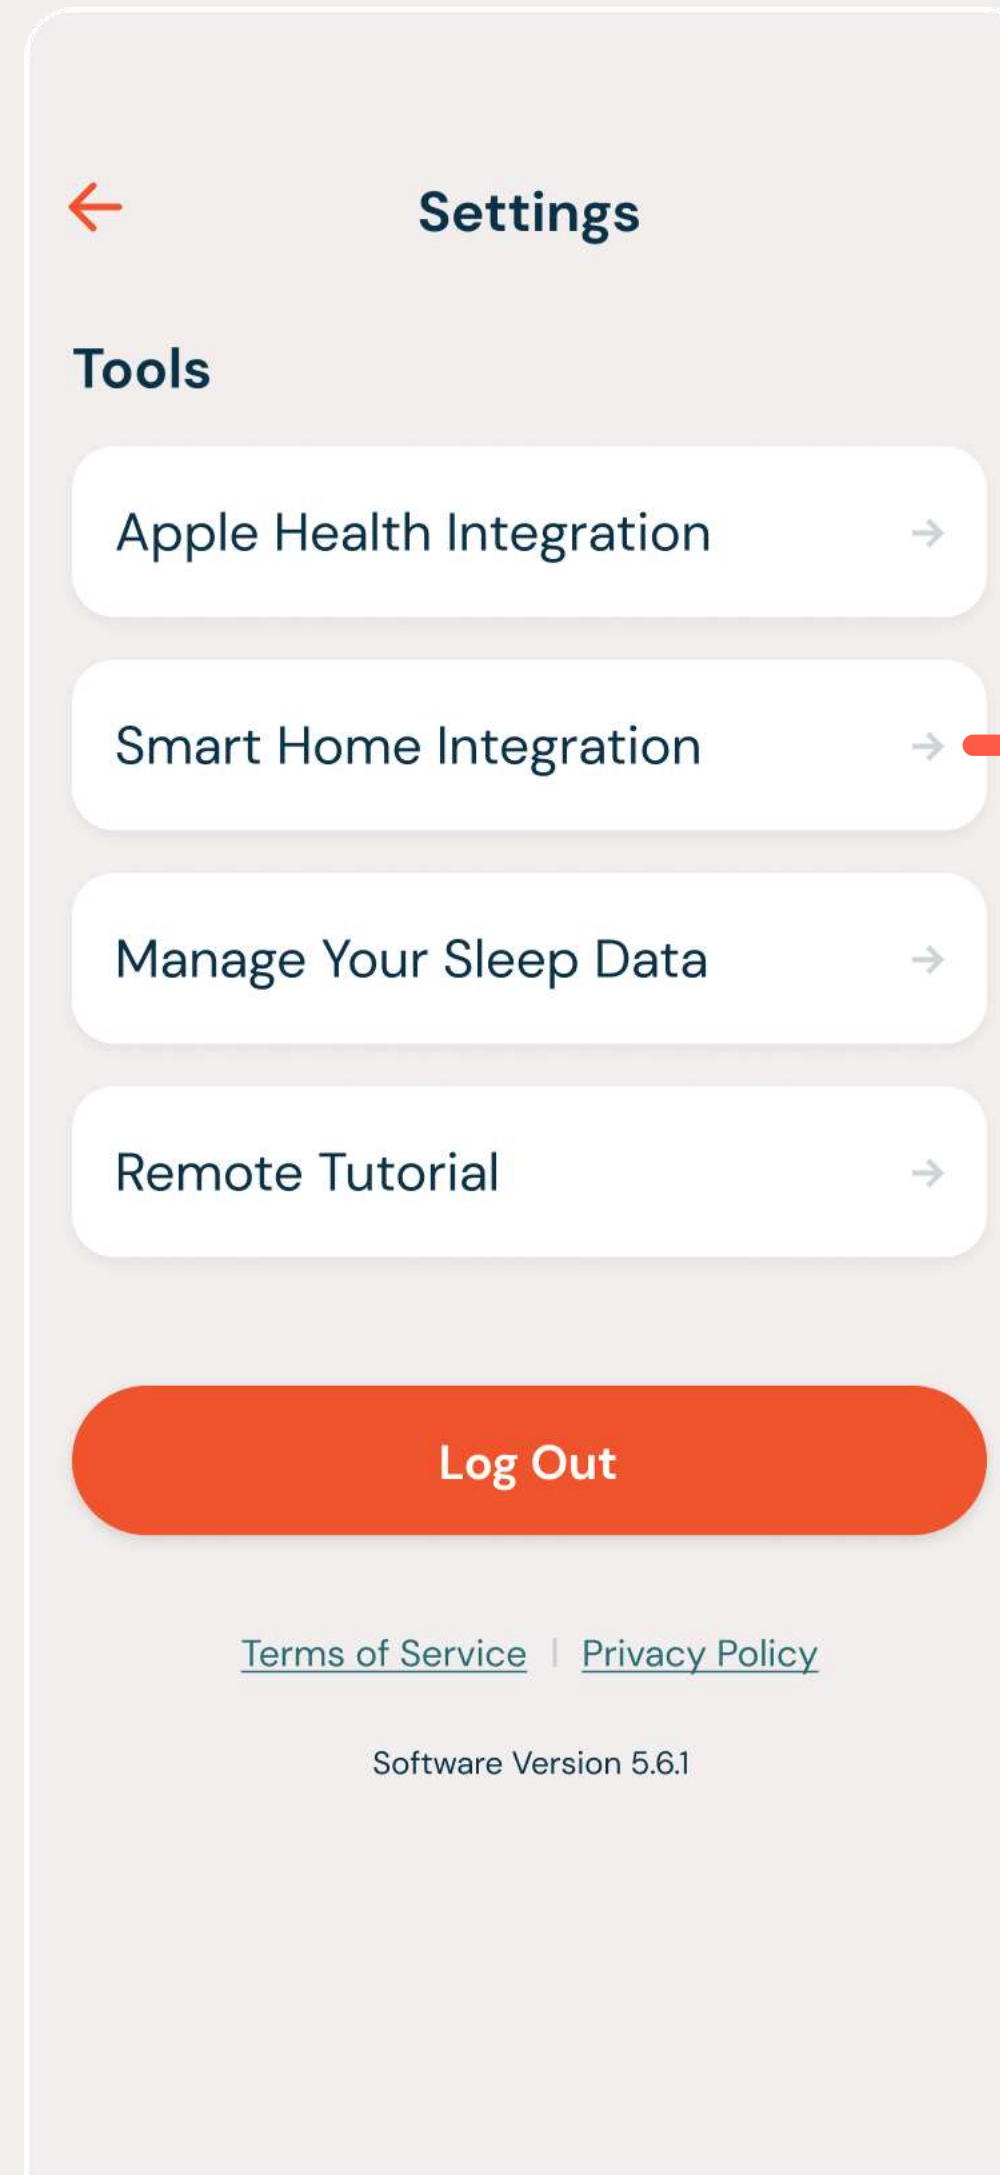 Settings
Tools
Apple Health Integration
Smart Home Integration
Manage Your Sleep Data
Remote Tutorial
Log Out
Terms of Service | Privacy Policy
Software Version 5.6.1